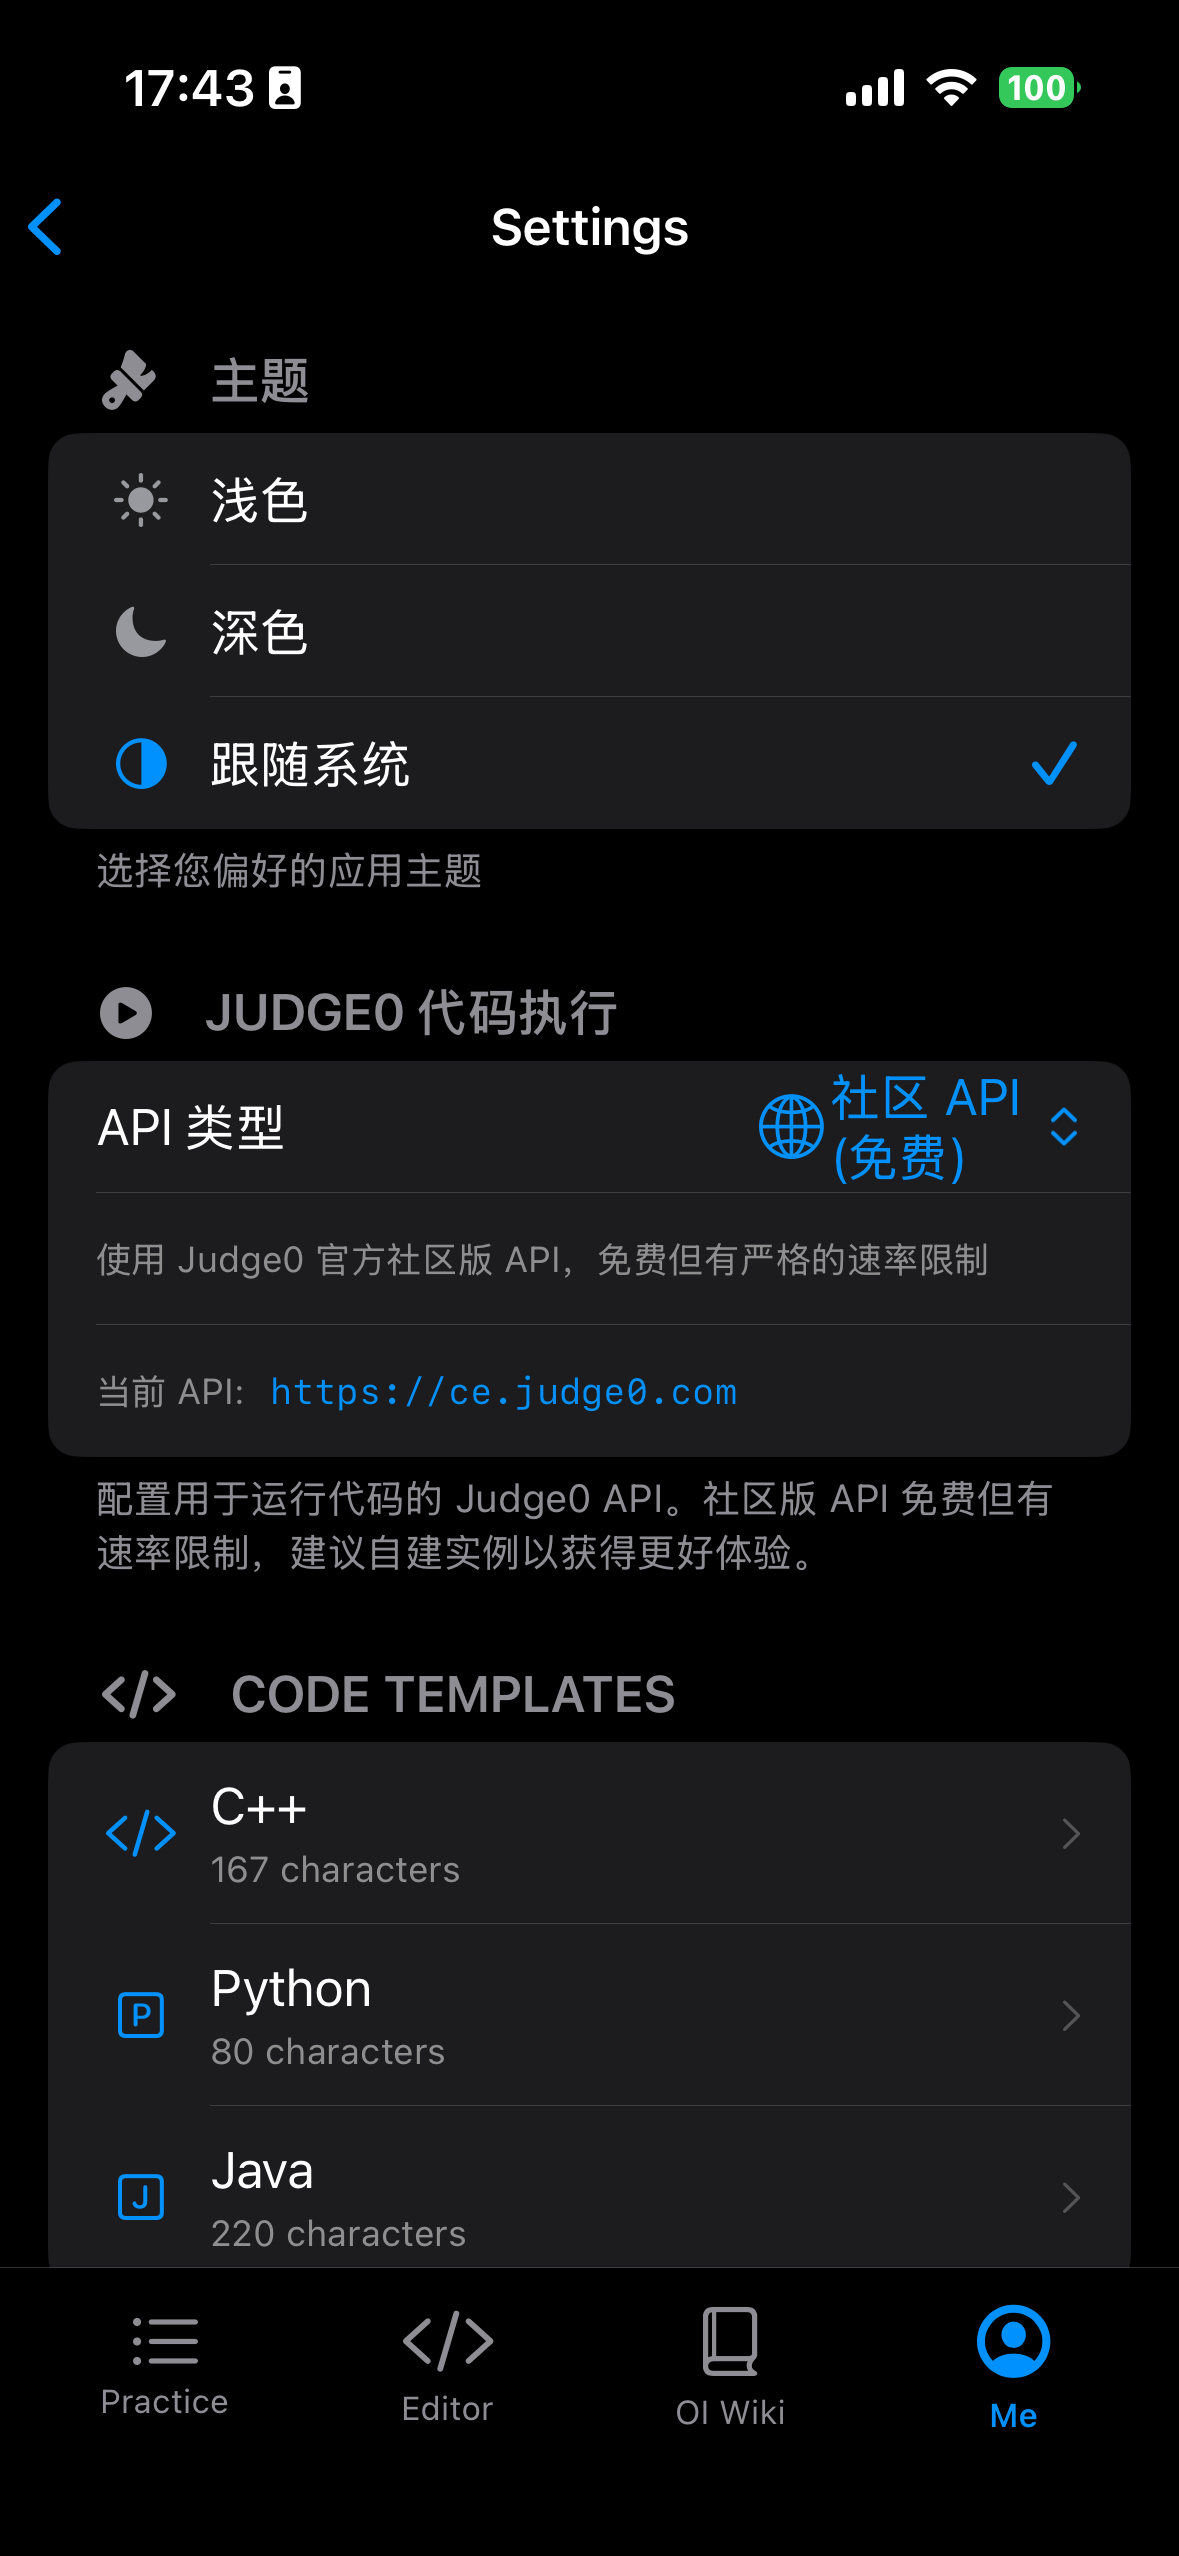 17:43
100
Settings
主题
浅色
深色
跟随系统
选择您偏好的应用主题
JUDGE0 代码执行
API 类型
社区 API
(免费)
使用 Judge0 官方社区版 API，免费但有严格的速率限制
当前 API: https://ce.judge0.com
配置用于运行代码的 Judge0 API。社区版 API 免费但有
速率限制，建议自建实例以获得更好体验。
CODE TEMPLATES
C++
167 characters
P
Python
80 characters
J
Java
220 characters
Practice
Editor
OI Wiki
Me